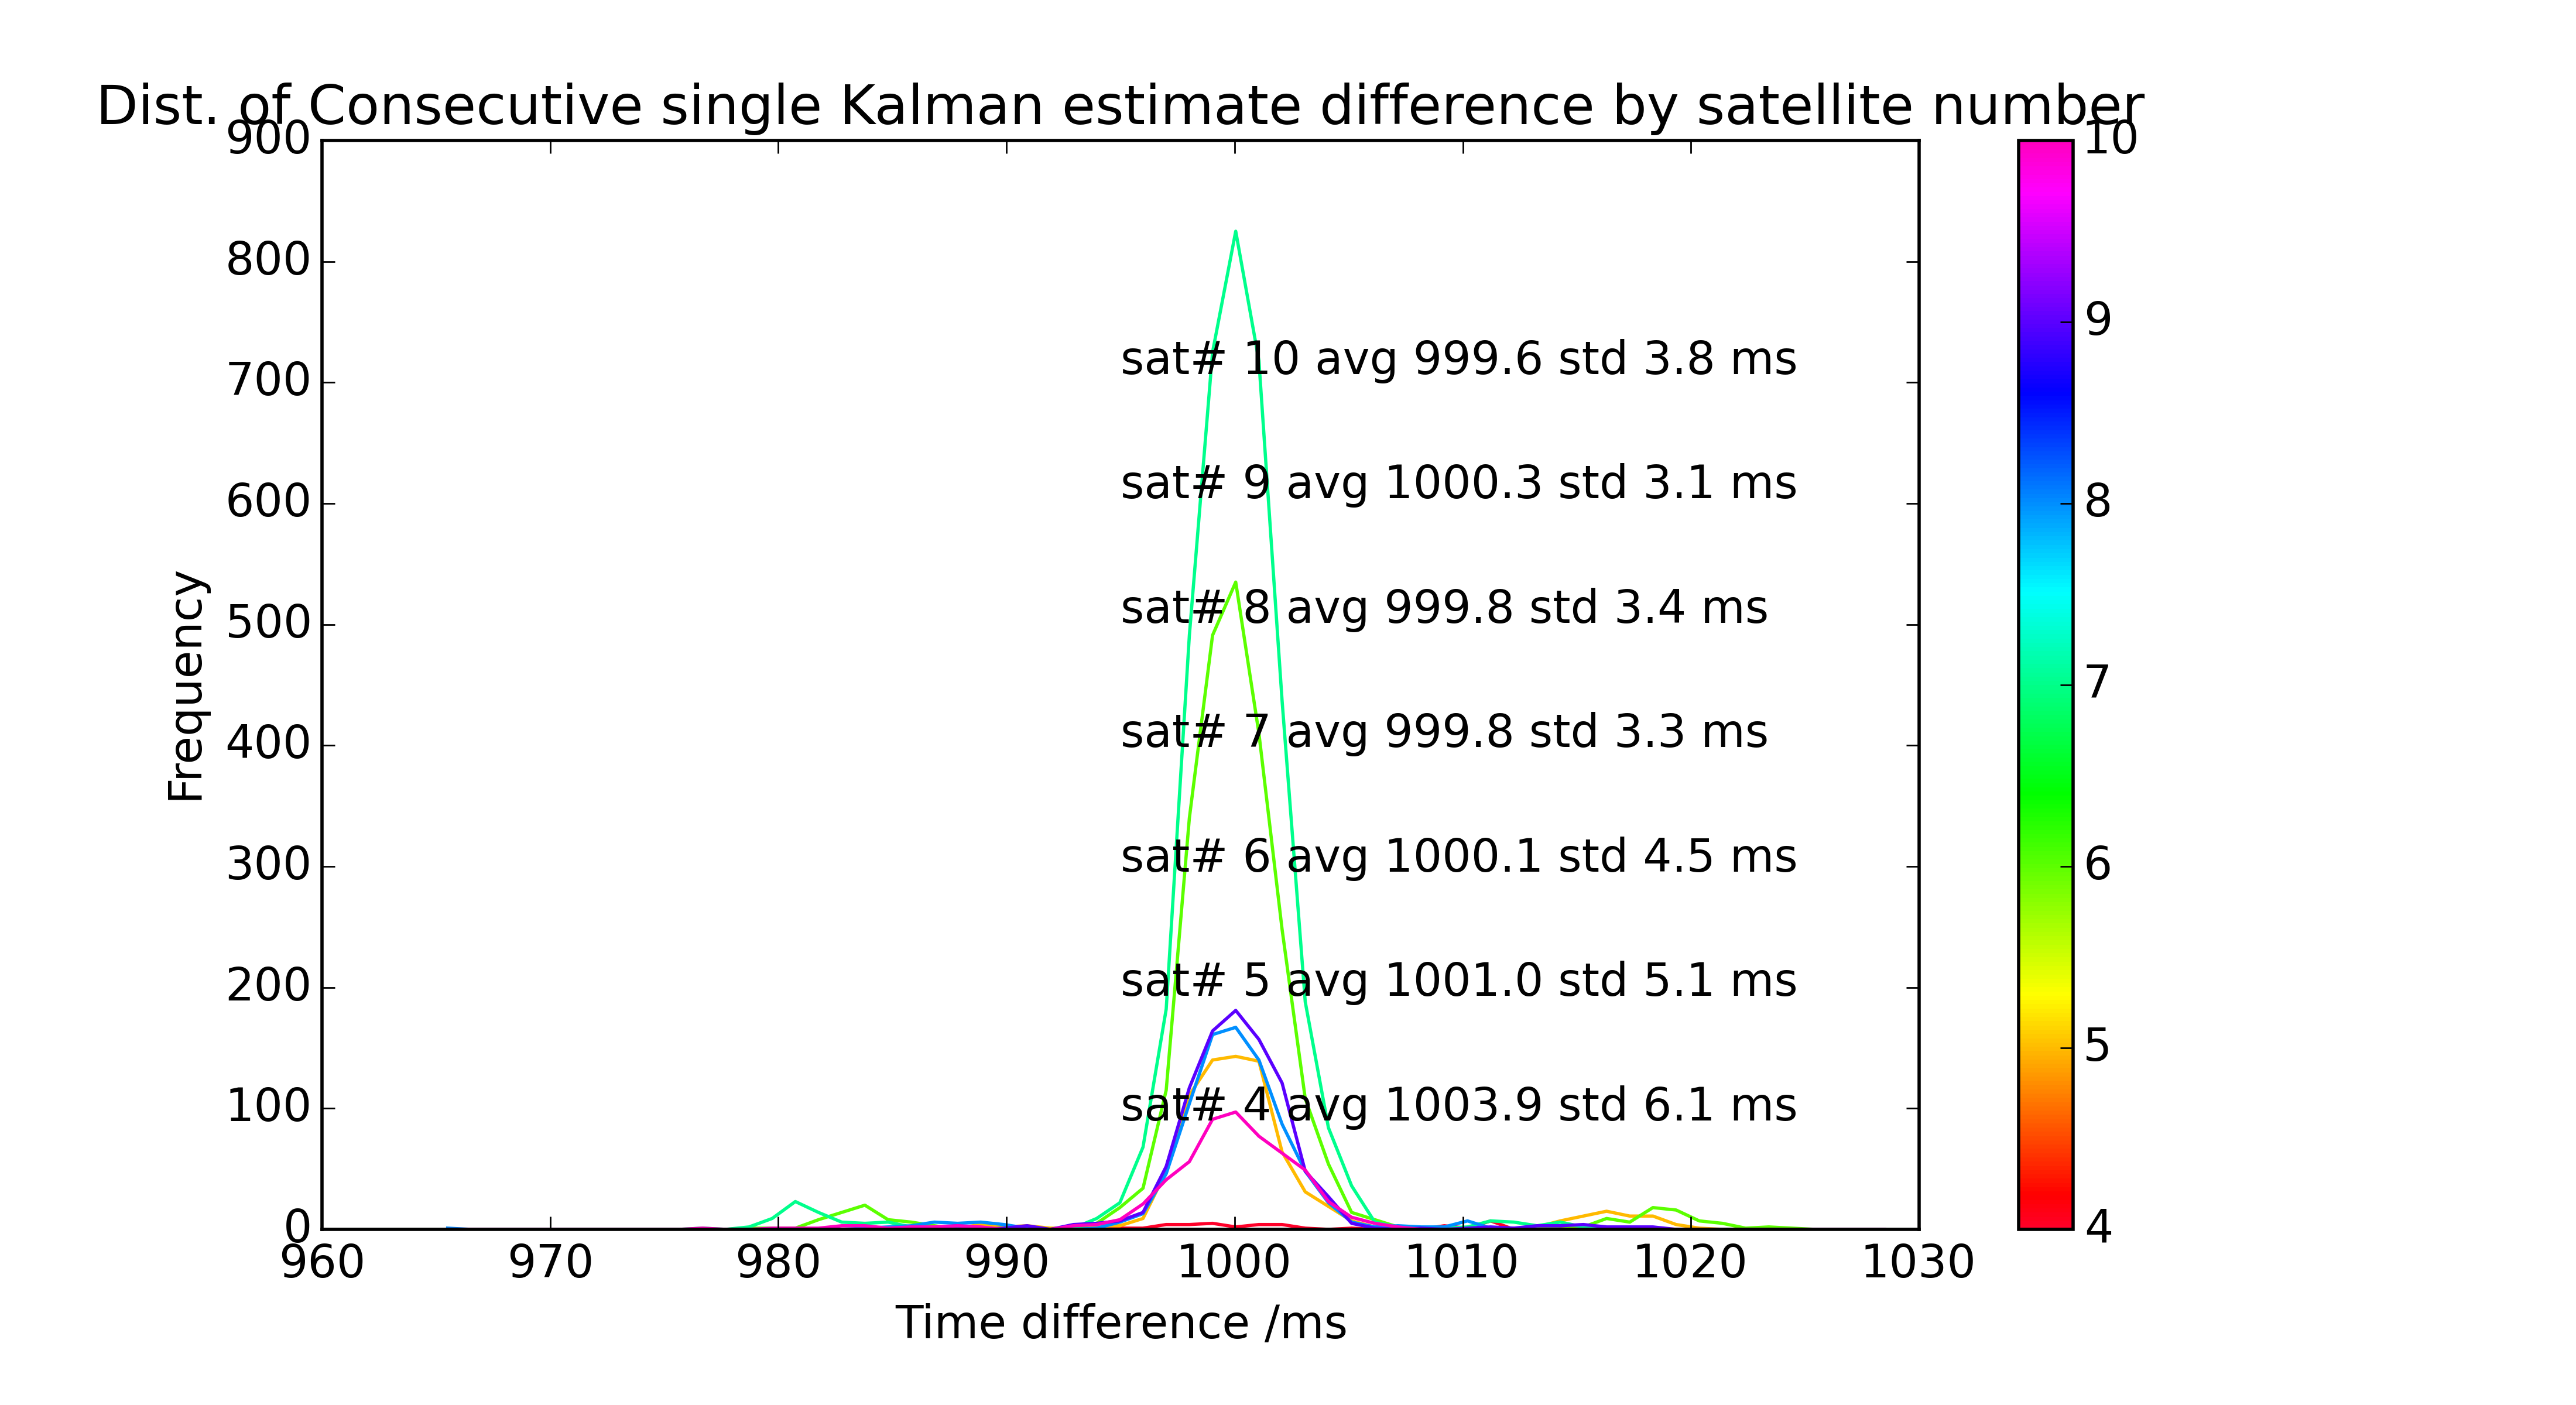 Dist. of Consecutive single Kalman estimate difference by satellite number
900
800
700
600
500
400
300
200
100
0
Frequency
sat# 10 avg 999.6 std 3.8 ms
sat# 9 avg 1000.3 std 3.1 ms
sat# 8 avg 999.8 std 3.4 ms
sat# 7 avg 999.8 std 3.3 ms
sat# 6 avg 1000.1 std 4.5 ms
sat# 5 avg 1001.0 std 5.1 ms
sat# 4 avg 1003.9 std 6.1 ms
960 970 980 990 1000 1010 1020 1030
Time difference /ms
10
9
8
7
6
5
4